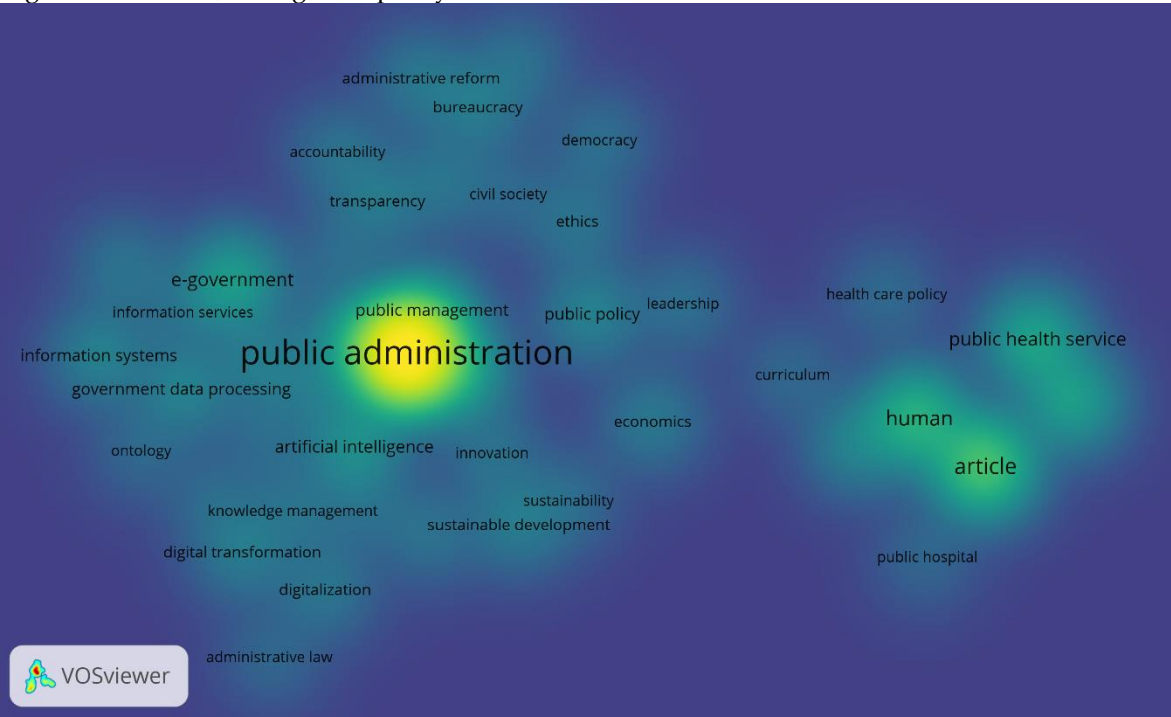 administrative reform
bureaucracy
democracy
accountability
civil society
transparency
ethics
e-government
health care policy
leadership
public management
information services
public policy
public health service
public administration
information systems
curriculum
government data processing
human
economics
artificial intelligence
ontology
innovation
article
sustainability
knowledge management
sustainable development
digital transformation
public hospital
digitalization
administrative law
VOSviewer